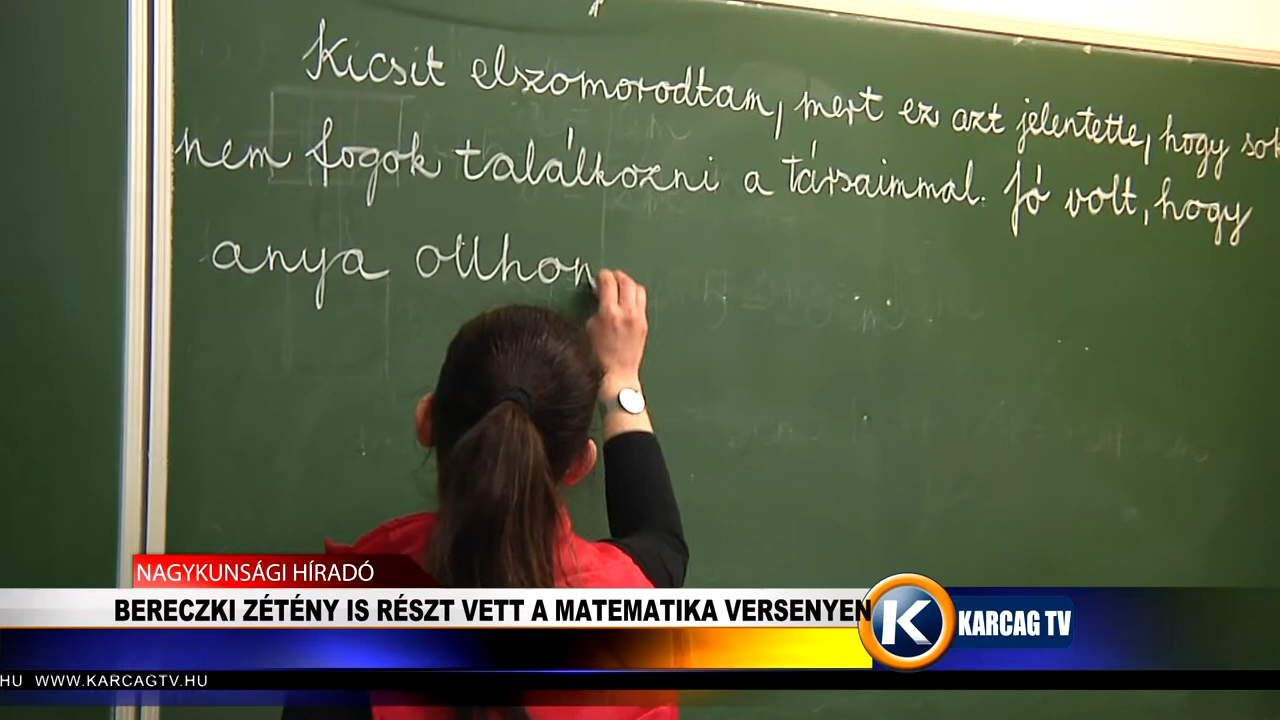 Kicsit elszomorodtam, mert ez azt jelentette, hogy sok
nem fogok találkozni a társaimmal. Jó volt, hogy
anya otthon
NAGYKUNSÁGI HÍRADÓ
BERECZKI ZÉTÉNY IS RÉSZT VETT A MATEMATIKA VERSENYEN
K KARCAG TV
HU WWW.KARCAGTV.HU